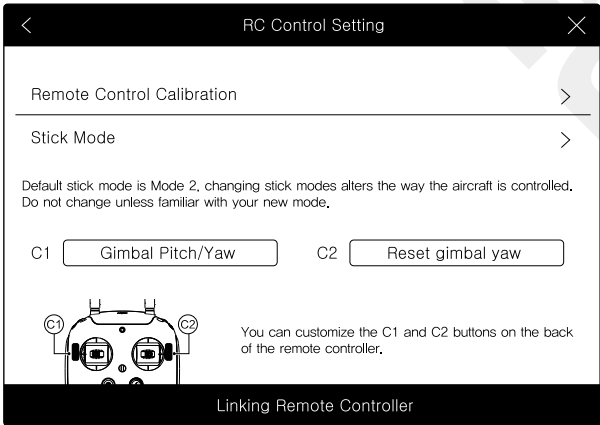 RC Control Setting
Remote Control Calibration
Stick Mode
Default stick mode is Mode 2, changing stick modes alters the way the aircraft is controlled.
Do not change unless familiar with your new mode.
C1 Gimbal Pitch/Yaw C2 Reset gimbal yaw
C1 C2
You can customize the C1 and C2 buttons on the back
of the remote controller.
Linking Remote Controller